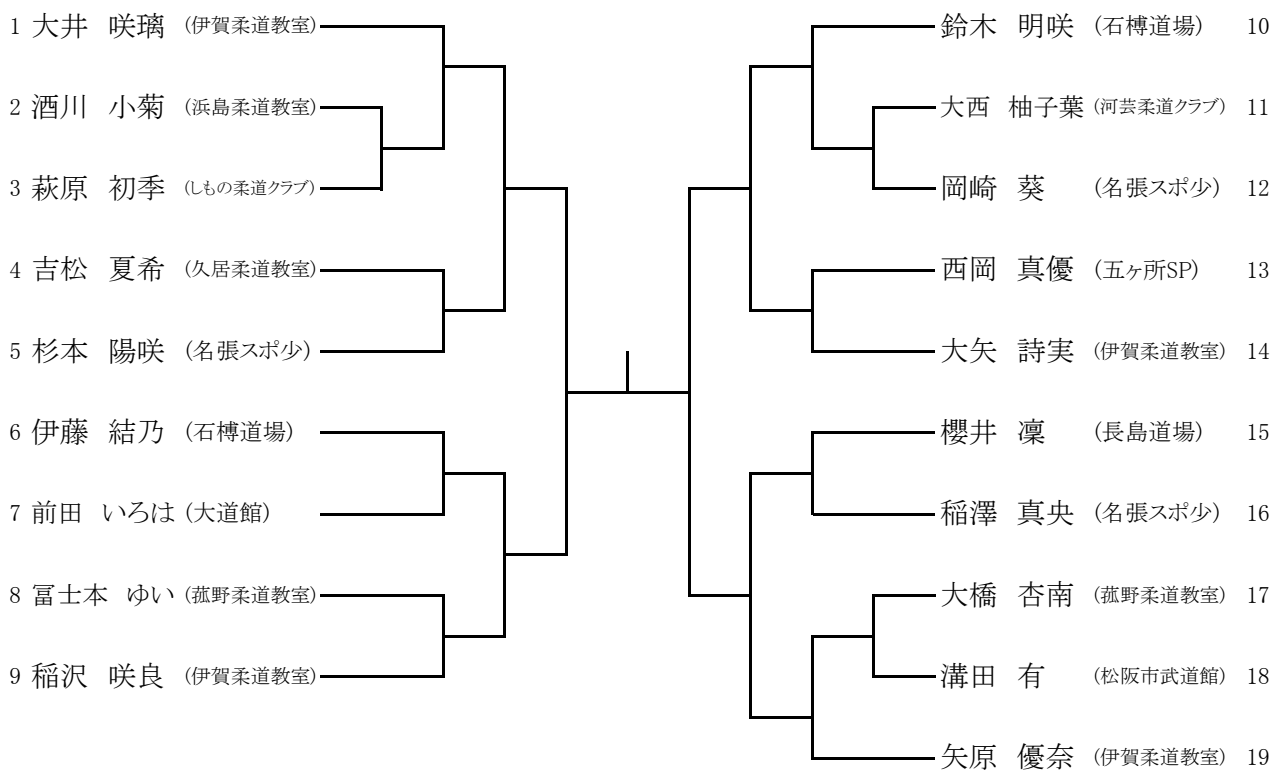 1 大井 咲璃 (伊賀柔道教室)
2 酒川 小菊 (浜島柔道教室)
3 萩原 初季 (しもの柔道クラブ)
4 吉松 夏希 (久居柔道教室)
5 杉本 陽咲 (名張スポ少)
6 伊藤 結乃 (石榑道場)
7 前田 いろは (大道館)
8 冨士本 ゆい (菰野柔道教室)
9 稲沢 咲良 (伊賀柔道教室)
鈴木 明咲 (石榑道場) 10
大西 柚子葉 (河芸柔道クラブ) 11
岡崎 葵 (名張スポ少) 12
西岡 真優 (五ヶ所SP) 13
大矢 詩実 (伊賀柔道教室) 14
櫻井 凜 (長島道場) 15
稲澤 真央 (名張スポ少) 16
大橋 杏南 (菰野柔道教室) 17
溝田 有 (松阪市武道館) 18
矢原 優奈 (伊賀柔道教室) 19